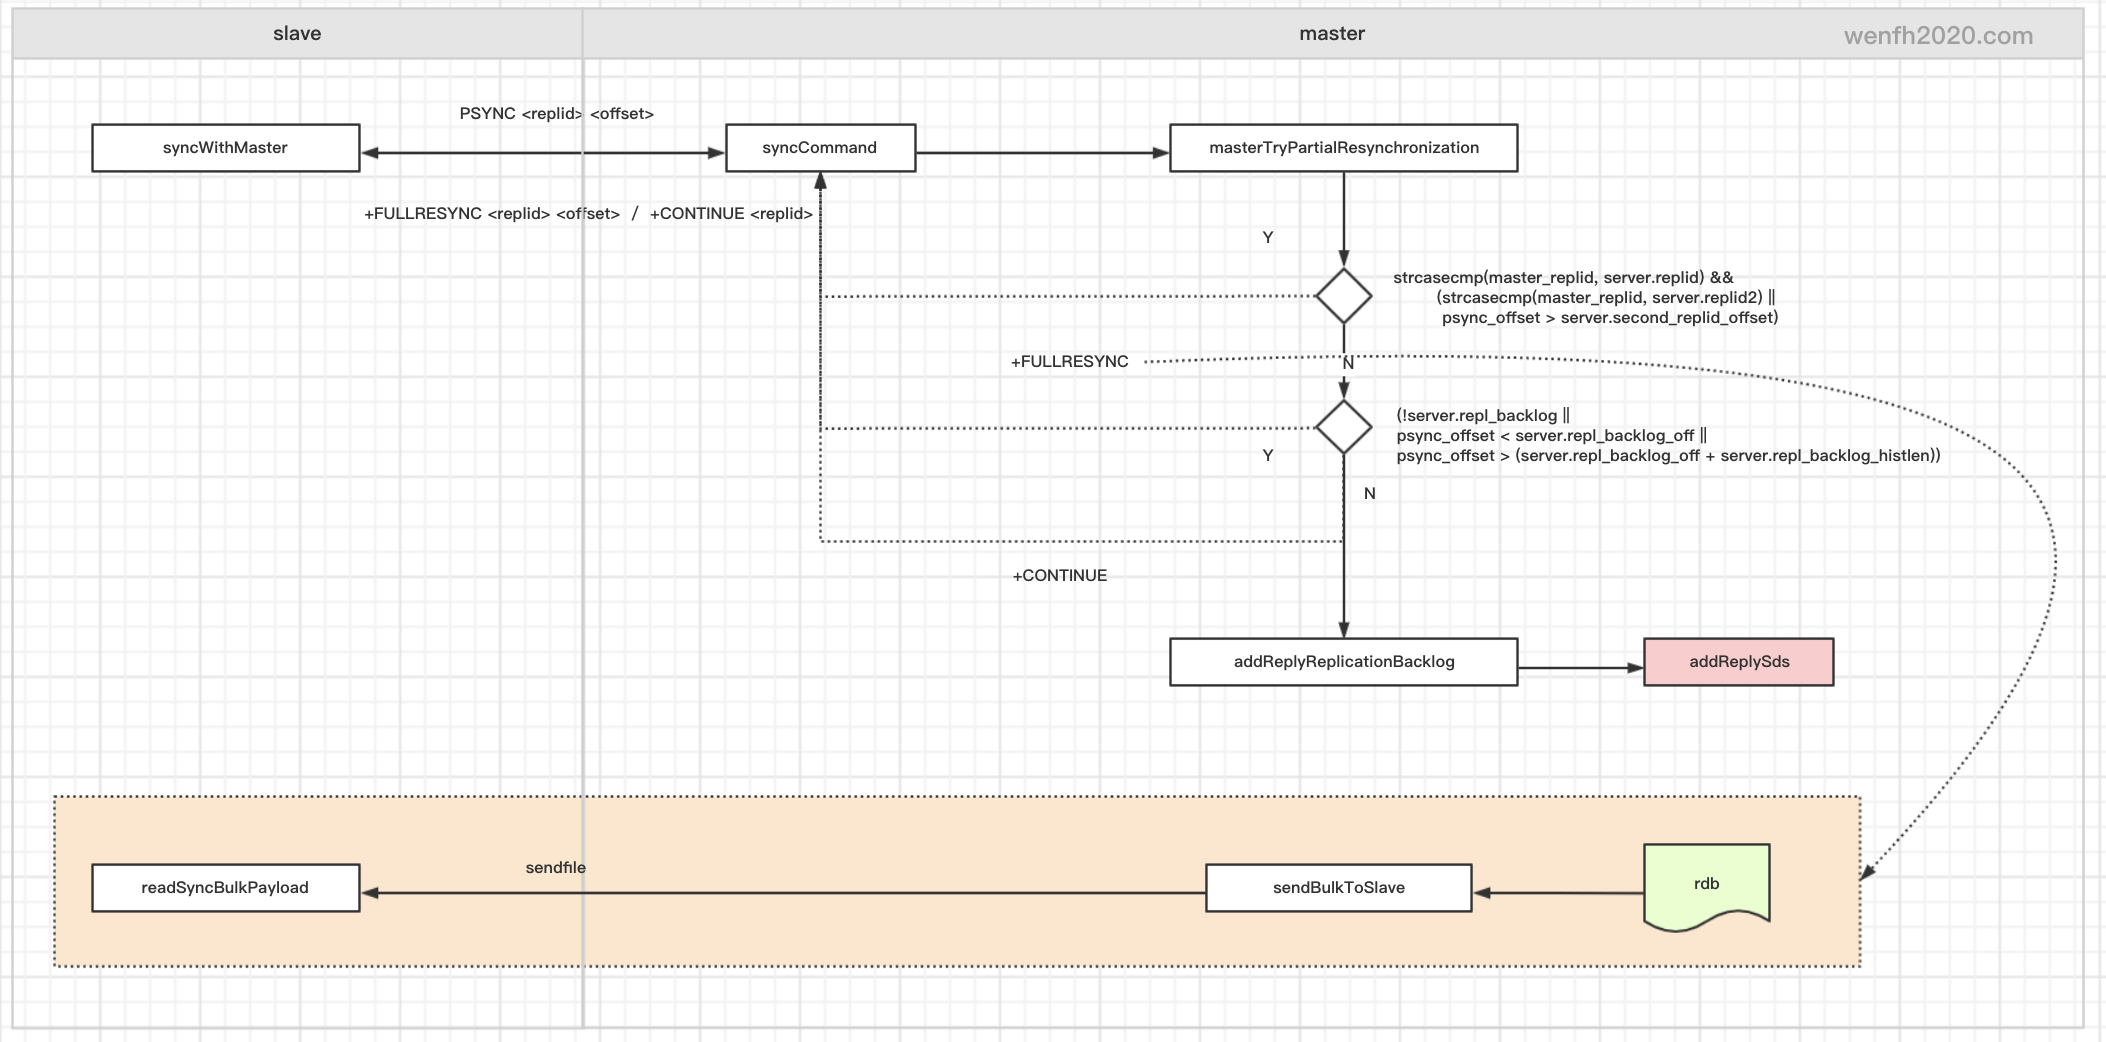 slave
master
wenfh2020.com
PSYNC <replid> <offset>
syncWithMaster
syncCommand
masterTryPartialResynchronization
+FULLRESYNC <replid> <offset> / +CONTINUE <replid>
Y
strcasecmp(master_replid, server.replid) &&
(strcasecmp(master_replid, server.replid2) ||
psync_offset > server.second_replid_offset)
+FULLRESYNC
N
(!server.repl_backlog ||
psync_offset < server.repl_backlog_off ||
psync_offset > (server.repl_backlog_off + server.repl_backlog_histlen))
Y
N
+CONTINUE
addReplyReplicationBacklog
addReplySds
sendfile
readSyncBulkPayload
sendBulkToSlave
rdb